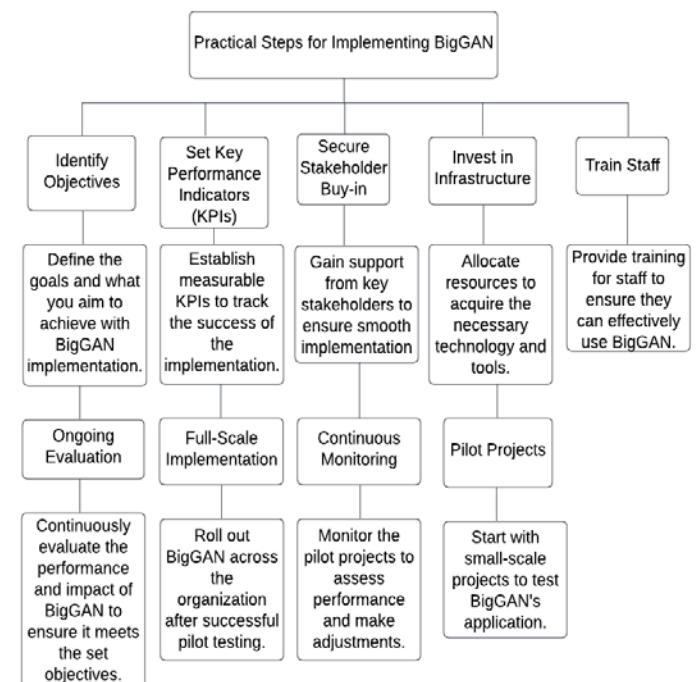 Practical Steps for Implementing BigGAN
Identify
Objectives
Set Key
Performance
Indicators
(KPIs)
Secure
Stakeholder
Buy-in
Invest in
Infrastructure
Train Staff
Define the
goals and what
you aim to
achieve with
BigGAN
implementation.
Establish
measurable
KPIs to track
the success of
the
implementation.
Gain support
from key
stakeholders to
ensure smooth
implementation
Allocate
resources to
acquire the
necessary
technology and
tools.
Provide training
for staff to
ensure they
can effectively
use BigGAN.
Ongoing
Evaluation
Full-Scale
Implementation
Continuous
Monitoring
Pilot Projects
Continuously
evaluate the
performance
and impact of
BigGAN to
ensure it meets
the set
objectives.
Roll out
BigGAN across
the
organization
after successful
pilot testing.
Monitor the
pilot projects to
assess
performance
and make
adjustments.
Start with
small-scale
projects to test
BigGAN's
application.